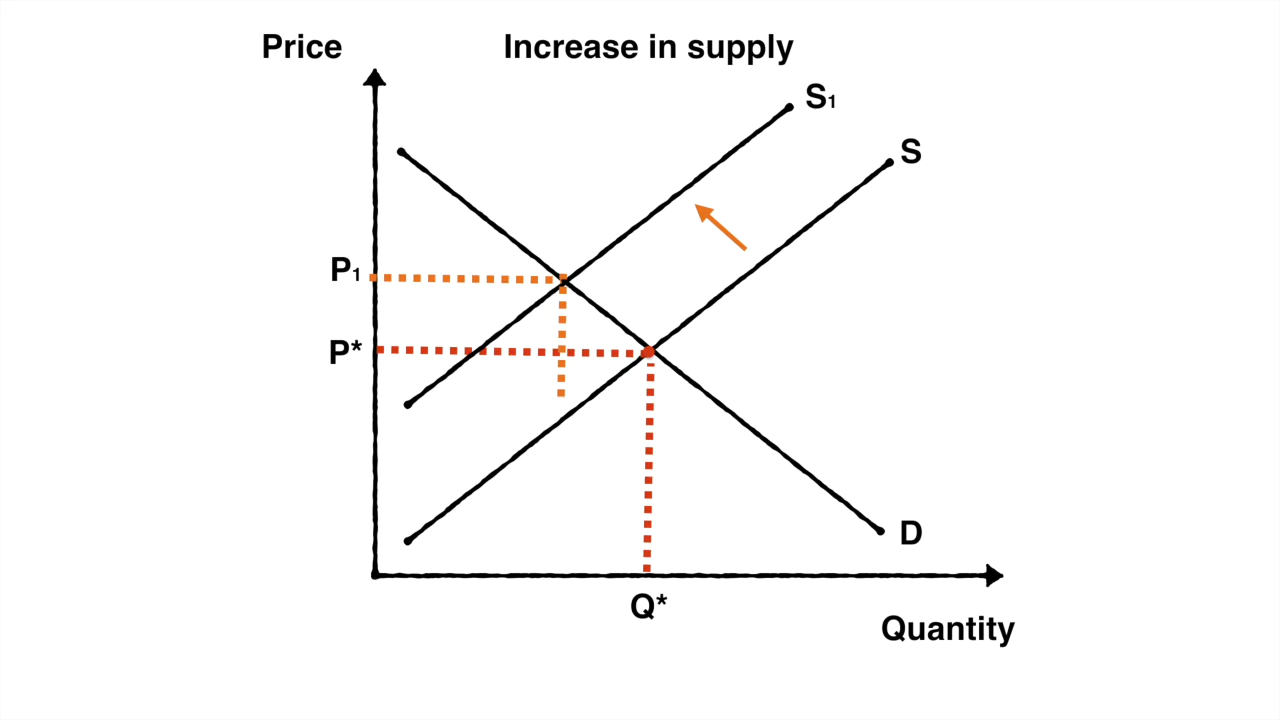 Price
Increase in supply
S1
S
P1
P*
D
Q*
Quantity